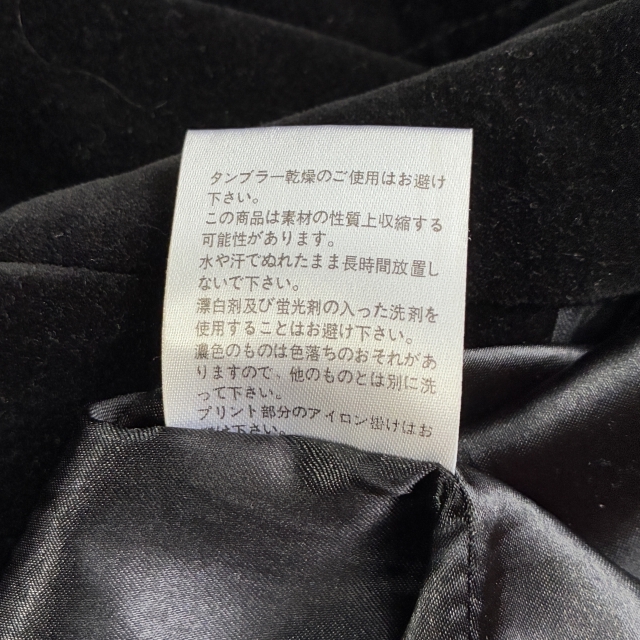 タンブラー乾燥のご使用はお避け
下さい。
この商品は素材の性質上収縮する
可能性があります。
水や汗でぬれたまま長時間放置し
ないで下さい。
漂白剤及び蛍光剤の入った洗剤を
使用することはお避け下さい。
濃色のものは色落ちのおそれがあ
りますので、他のものとは別に洗
って下さい。
プリント部分のアイロン掛けはお
け下さい。